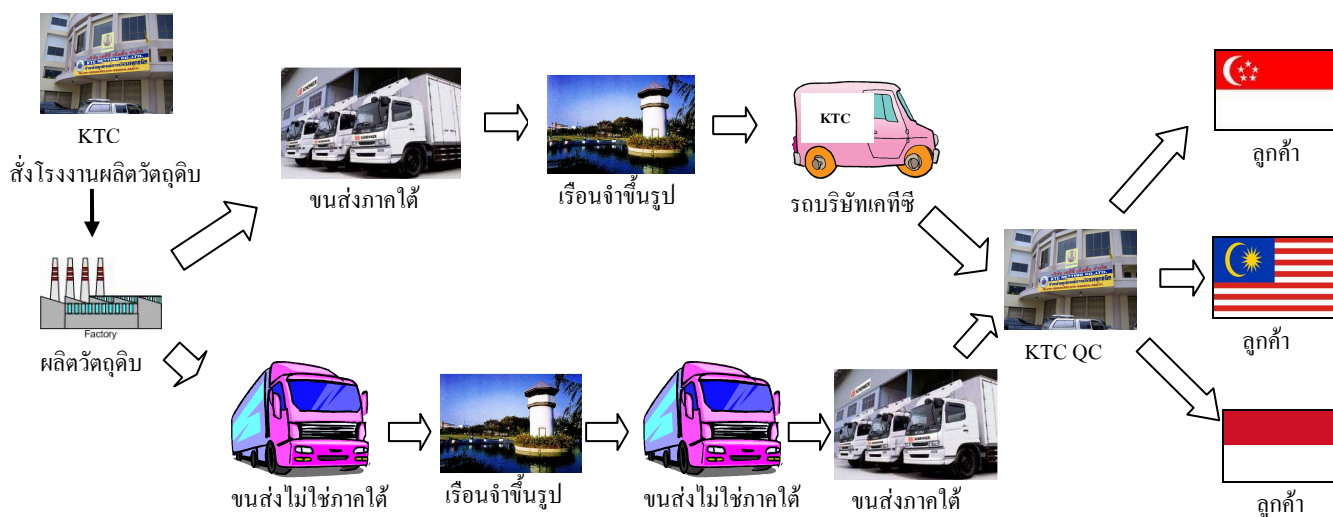 KTC
สั่งโรงงานผลิตวัตถุดิบ
Factory
ผลิตวัตถุดิบ
ขนส่งภาคใต้
เรือนจำขึ้นรูป
KTC
รถบริษัทเคทีซี
ขนส่งไม่ใช่ภาคใต้
เรือนจำขึ้นรูป
ขนส่งไม่ใช่ภาคใต้
ขนส่งภาคใต้
KTC QC
ลูกค้า
ลูกค้า
ลูกค้า